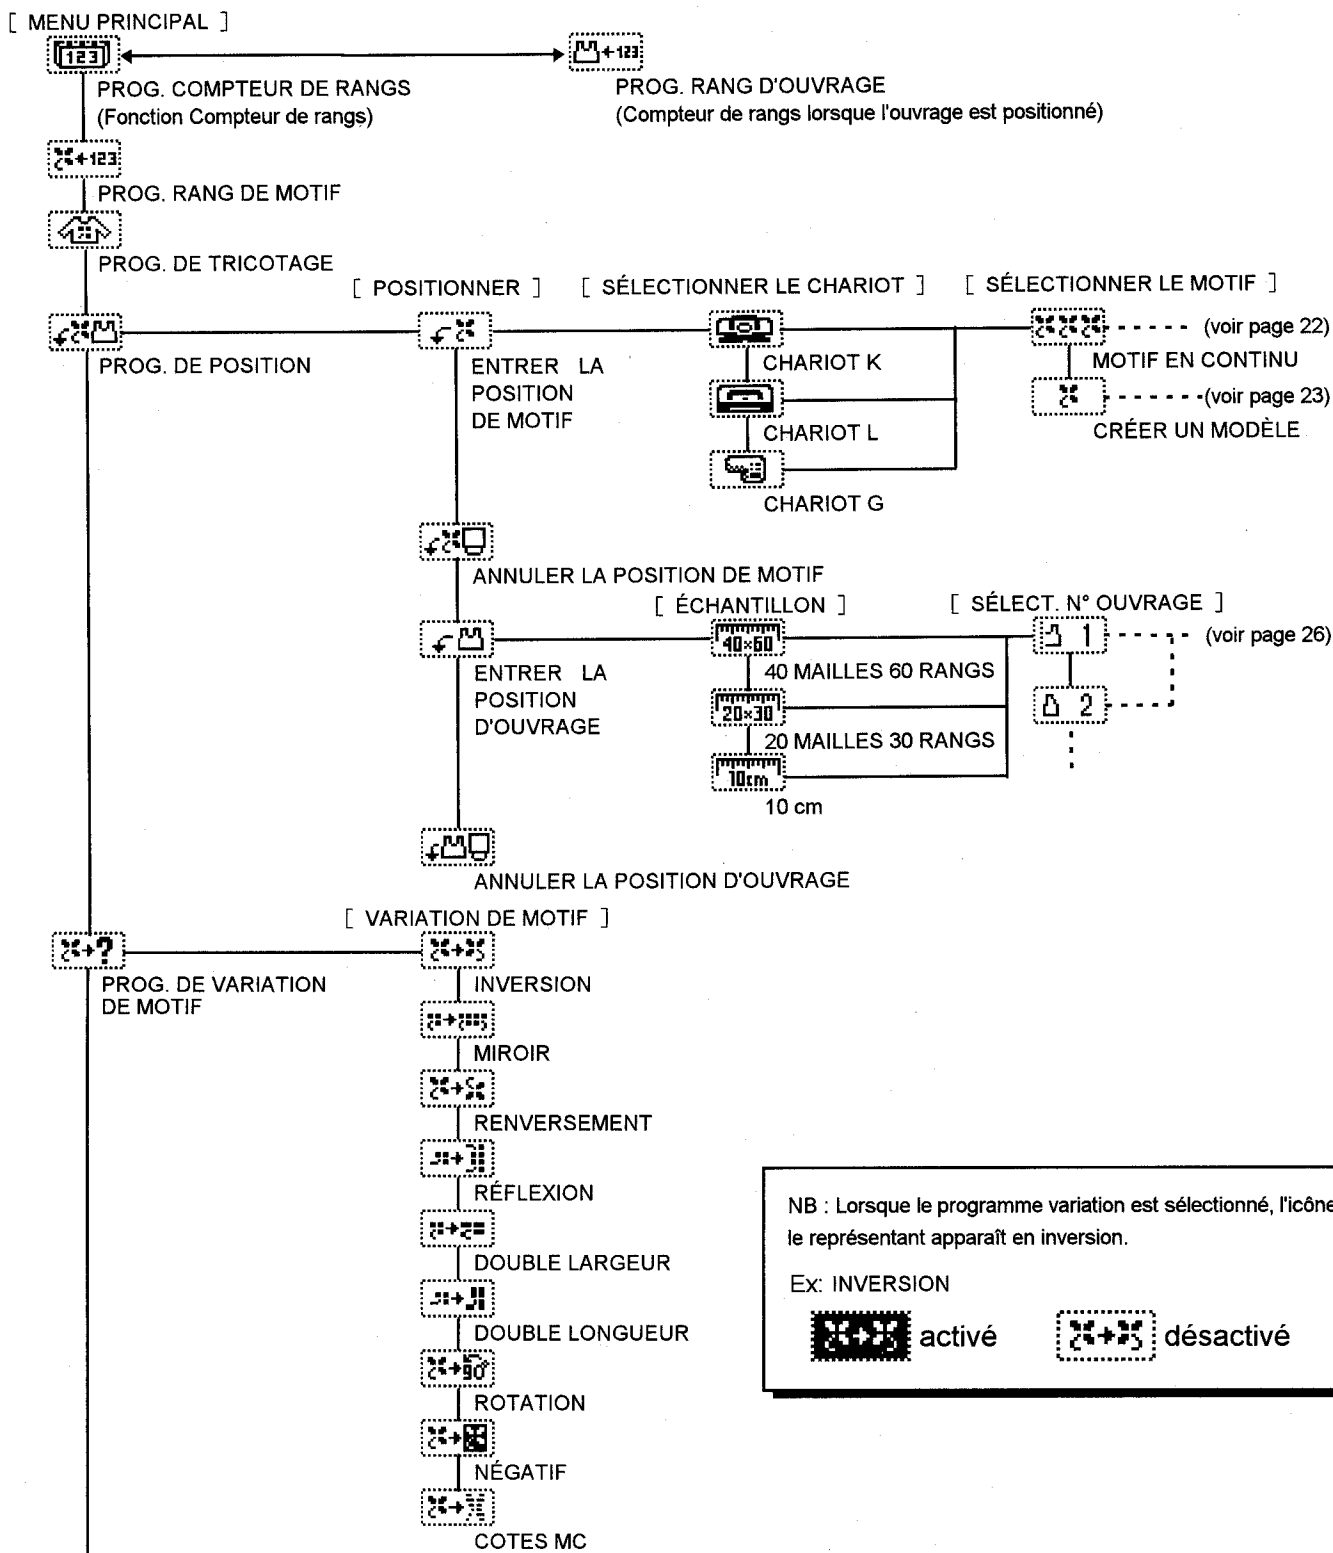 [ MENU PRINCIPAL ]
123
+123
PROG. COMPTEUR DE RANGS
(Fonction Compteur de rangs)
PROG. RANG D'OUVRAGE
(Compteur de rangs lorsque l'ouvrage est positionné)
+123
PROG. RANG DE MOTIF
PROG. DE TRICOTAGE
[ POSITIONNER ] [ SÉLECTIONNER LE CHARIOT ] [ SÉLECTIONNER LE MOTIF ]
(voir page 22)
PROG. DE POSITION
ENTRER LA
POSITION
DE MOTIF
CHARIOT K
MOTIF EN CONTINU
(voir page 23)
CHARIOT L
CRÉER UN MODÈLE
CHARIOT G
ANNULER LA POSITION DE MOTIF
[ ÉCHANTILLON ] [ SÉLECT. N° OUVRAGE ]
40×60
1
(voir page 26)
ENTRER LA
POSITION
D'OUVRAGE
40 MAILLES 60 RANGS
20×30
2
20 MAILLES 30 RANGS
10cm
10 cm
ANNULER LA POSITION D'OUVRAGE
[ VARIATION DE MOTIF ]
+?
PROG. DE VARIATION
DE MOTIF
INVERSION
MIROIR
RENVERSEMENT
RÉFLEXION
DOUBLE LARGEUR
DOUBLE LONGUEUR
90°
ROTATION
NÉGATIF
COTES MC
NB : Lorsque le programme variation est sélectionné, l'icône
le représentant apparaît en inversion.
Ex: INVERSION
activé désactivé